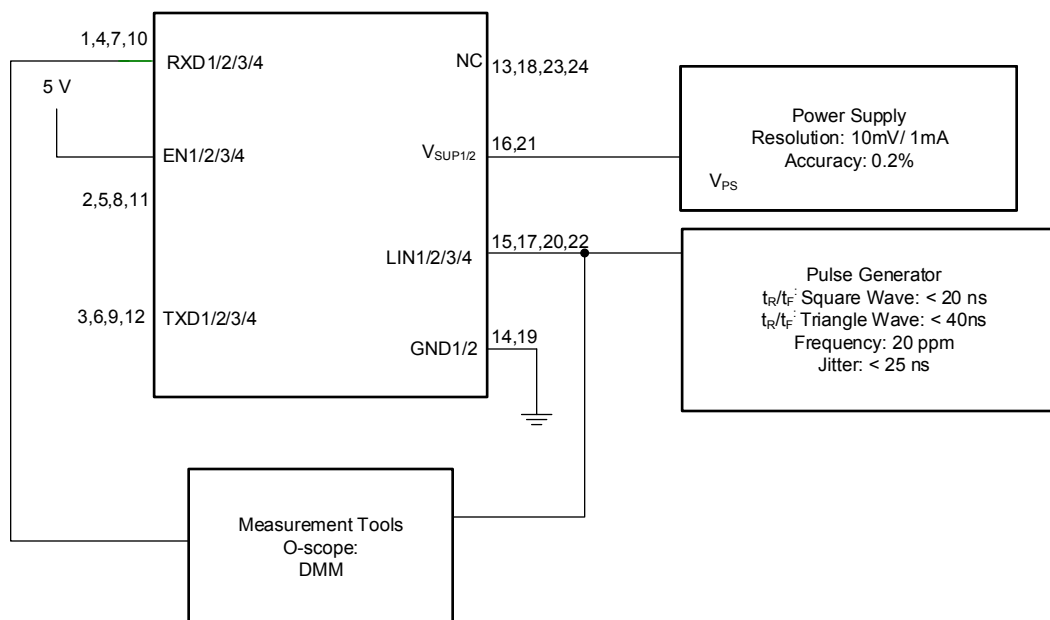 1,4,7,10
RXD1/2/3/4
NC
13,18,23,24
5 V
EN1/2/3/4
VSUP1/2
16,21
Power Supply
Resolution: 10mV/ 1mA
Accuracy: 0.2%
VPS
2,5,8,11
LIN1/2/3/4
15,17,20,22
3,6,9,12
TXD1/2/3/4
GND1/2
14,19
Pulse Generator
tR/tF: Square Wave: < 20 ns
tR/tF: Triangle Wave: < 40ns
Frequency: 20 ppm
Jitter: < 25 ns
Measurement Tools
O-scope:
DMM